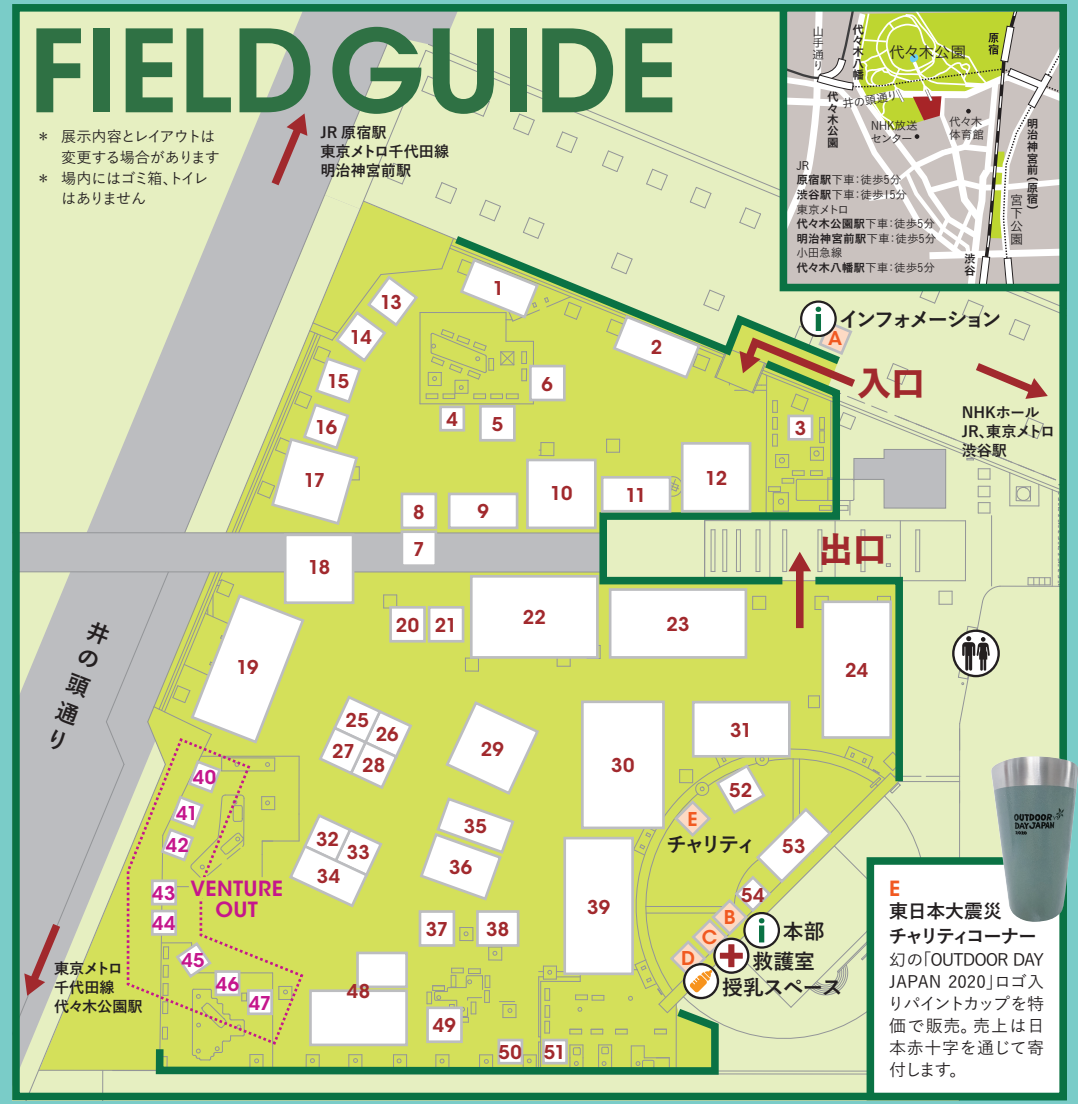 FIELD GUIDE
* 展示内容とレイアウトは
変更する場合があります
* 場内にはゴミ箱、トイレ
はありません
JR 原宿駅
東京メトロ千代田線
明治神宮前駅
山手通り
代々木八幡
代々木公園
原宿
代々木公園
井の頭通り
NHK放送
センター
代々木
体育館
明治神宮前(原宿)
宮下公園
渋谷
JR
原宿駅下車:徒歩5分
渋谷駅下車:徒歩15分
東京メトロ
代々木公園駅下車:徒歩5分
明治神宮前駅下車:徒歩5分
小田急線
代々木八幡駅下車:徒歩5分
i インフォメーション
A
入口
NHKホール
JR、東京メトロ
渋谷駅
1
2
3
4
5
6
7
8
9
10
11
12
13
14
15
16
17
18
出口
19
20
21
22
23
24
井の頭通り
25
26
27
28
29
30
31
32
33
34
35
36
37
38
39
40
41
42
43
44
45
46
47
VENTURE
OUT
48
49
50
51
52
53
54
E
チャリティ
B
C
D
i 本部
救護室
授乳スペース
東京メトロ
千代田線
代々木公園駅
OUTDOOR
DAY JAPAN
2020
E
東日本大震災
チャリティコーナー
幻の「OUTDOOR DAY
JAPAN 2020」ロゴ入
りパイントカップを特
価で販売。売上は日
本赤十字を通じて寄
付します。